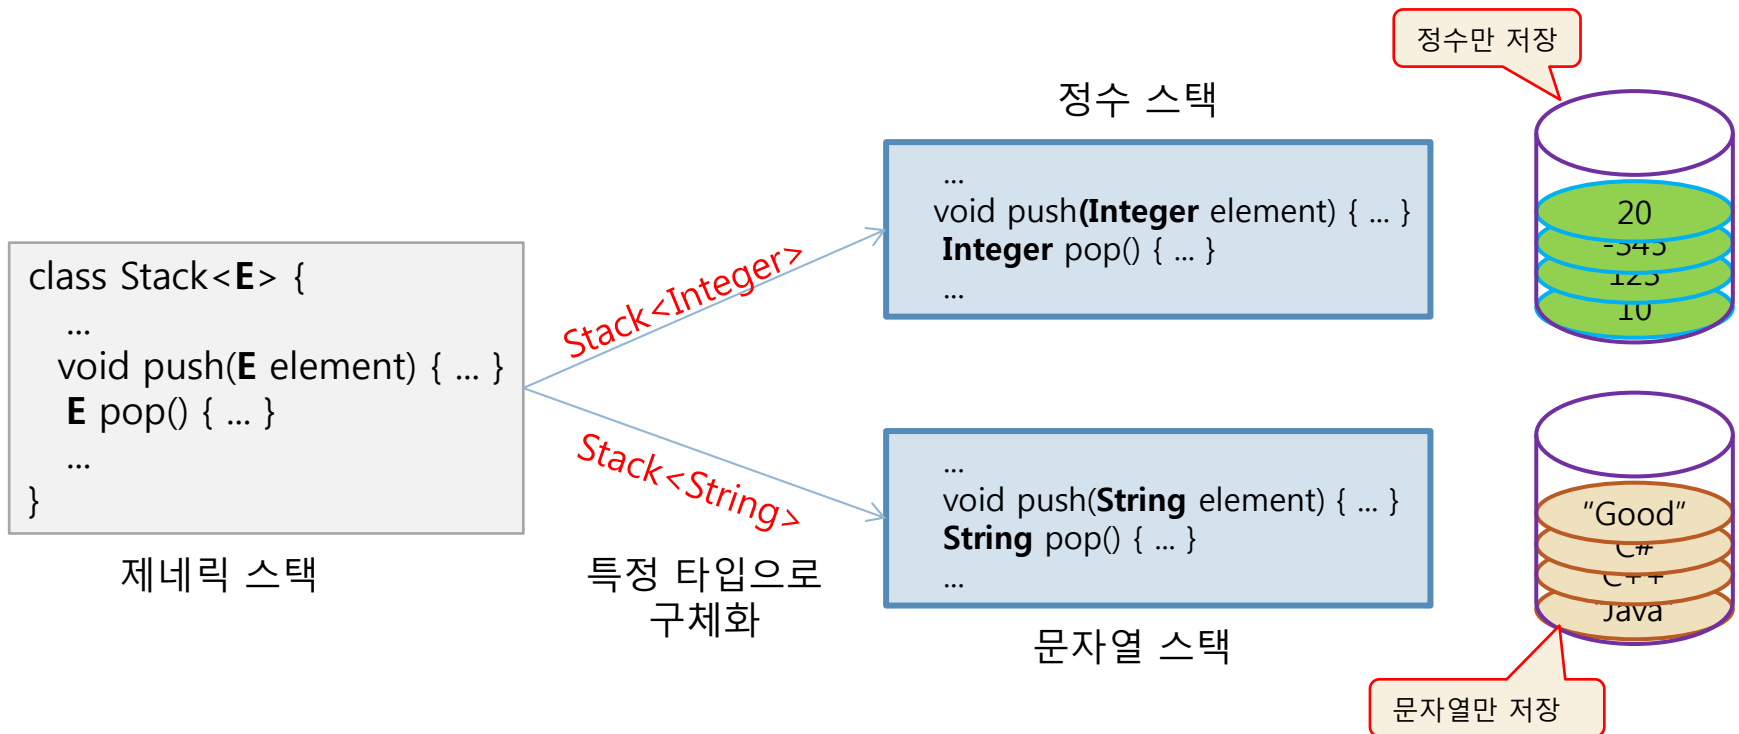 정수만 저장
정수 스택
...
void push(Integer element) { ... }
Integer pop() { ... }
...
20
-345
123
10
class Stack<E> {
...
void push(E element) { ... }
E pop() { ... }
...
}
제네릭 스택
Stack<Integer>
Stack<String>
특정 타입으로
구체화
...
void push(String element) { ... }
String pop() { ... }
...
문자열 스택
"Good"
C#
C++
"Java"
문자열만 저장